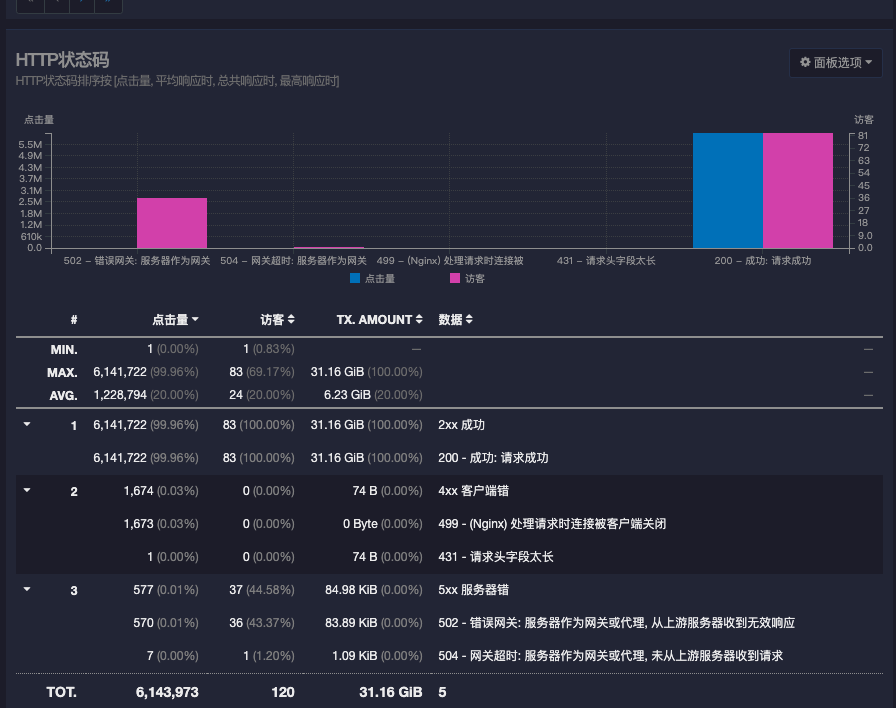 HTTP状态码
HTTP状态码排序按 [点击量, 平均响应时, 总共响应时, 最高响应时]
面板选项
点击量 访客
5.5M 81
4.9M 72
4.3M 63
3.7M 54
3.1M 45
2.5M 36
1.8M 27
1.2M 18
610k 9.0
0.0 0.0
502 – 错误网关: 服务器作为网关 504 – 网关超时: 服务器作为网关 499 – (Nginx) 处理请求时连接被 431 – 请求头字段太长 200 – 成功: 请求成功
点击量 访客
# 点击量 访客 TX. AMOUNT 数据
MIN. 1 (0.00%) 1 (0.83%) — —
MAX. 6,141,722 (99.96%) 83 (69.17%) 31.16 GiB (100.00%) —
AVG. 1,228,794 (20.00%) 24 (20.00%) 6.23 GiB (20.00%) —
1 6,141,722 (99.96%) 83 (100.00%) 31.16 GiB (100.00%) 2xx 成功
6,141,722 (99.96%) 83 (100.00%) 31.16 GiB (100.00%) 200 - 成功: 请求成功
2 1,674 (0.03%) 0 (0.00%) 74 B (0.00%) 4xx 客户端错
1,673 (0.03%) 0 (0.00%) 0 Byte (0.00%) 499 - (Nginx) 处理请求时连接被客户端关闭
1 (0.00%) 0 (0.00%) 74 B (0.00%) 431 - 请求头字段太长
3 577 (0.01%) 37 (44.58%) 84.98 KiB (0.00%) 5xx 服务器错
570 (0.01%) 36 (43.37%) 83.89 KiB (0.00%) 502 - 错误网关: 服务器作为网关或代理, 从上游服务器收到无效响应
7 (0.00%) 1 (1.20%) 1.09 KiB (0.00%) 504 - 网关超时: 服务器作为网关或代理, 未从上游服务器收到请求
TOT. 6,143,973 120 31.16 GiB 5